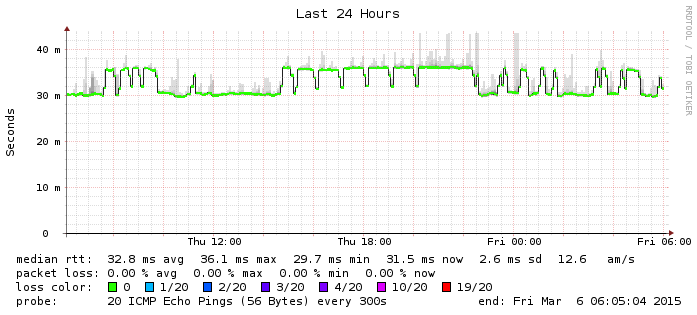 Last 24 Hours
RRDTOOL / TOBI OETIKER
Seconds
40 m
30 m
20 m
10 m
0
Thu 12:00 Thu 18:00 Fri 00:00 Fri 06:00
median rtt: 32.8 ms avg 36.1 ms max 29.7 ms min 31.5 ms now 2.6 ms sd 12.6 am/s
packet loss: 0.00 % avg 0.00 % max 0.00 % min 0.00 % now
loss color: 0 1/20 2/20 3/20 4/20 10/20 19/20
probe: 20 ICMP Echo Pings (56 Bytes) every 300s end: Fri Mar 6 06:05:04 2015